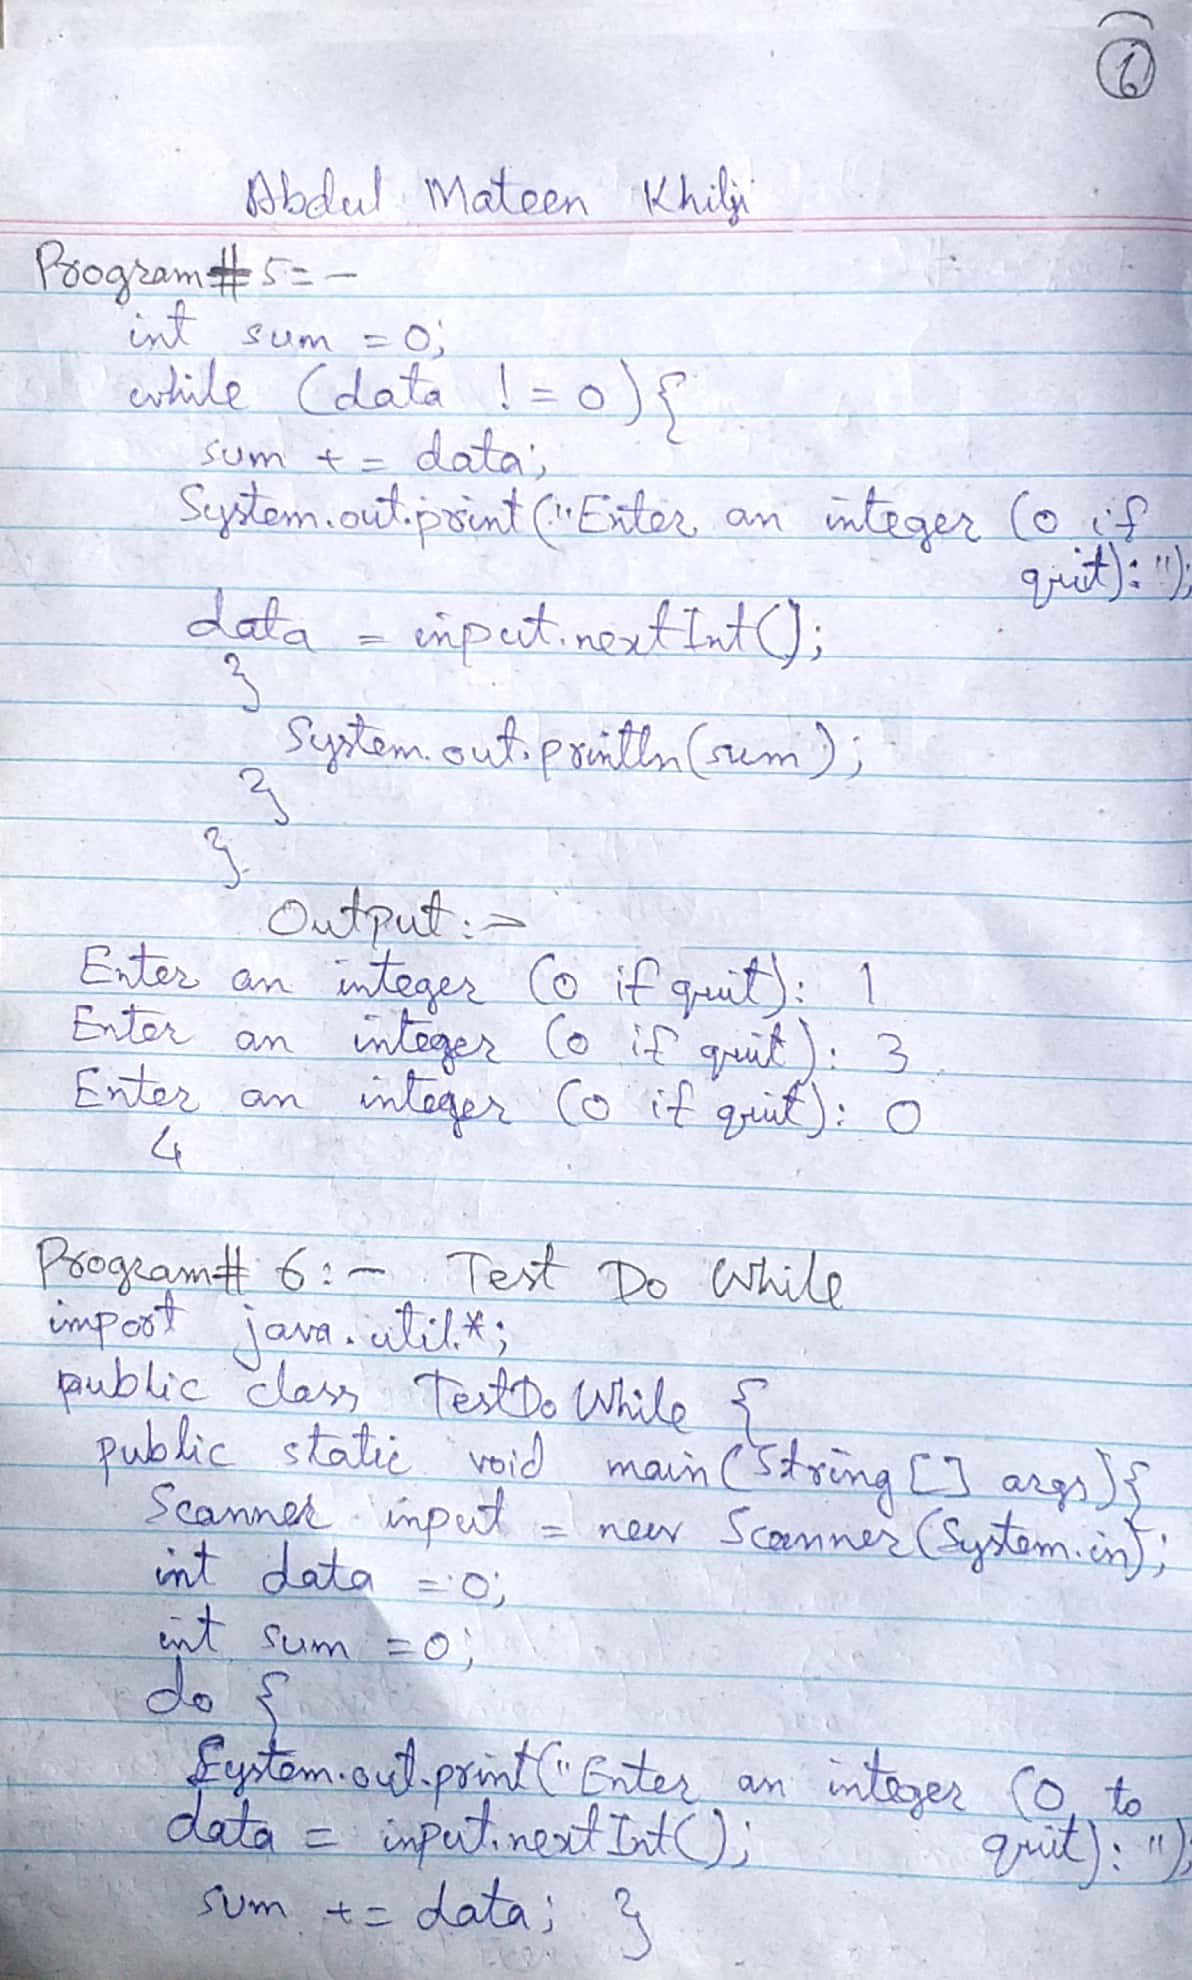 6
Abdul Mateen Khilji
Program # 5:-
int sum = 0;
while (data != 0) {
sum += data;
System.out.print("Enter an integer (0 if
quit): ");
data = input.nextInt();
}
System.out.println(sum);
}
}
Output:-
Enter an integer (0 if quit): 1
Enter an integer (0 if quit): 3
Enter an integer (0 if quit): 0
4
Program# 6:- Test Do While
import java.util.*;
public class TestDoWhile {
public static void main(String [] args){
Scanner input = new Scanner(System.in);
int data = 0;
int sum = 0;
do {
System.out.print("Enter an integer (0 to
quit): ");
data = input.nextInt();
sum += data; }